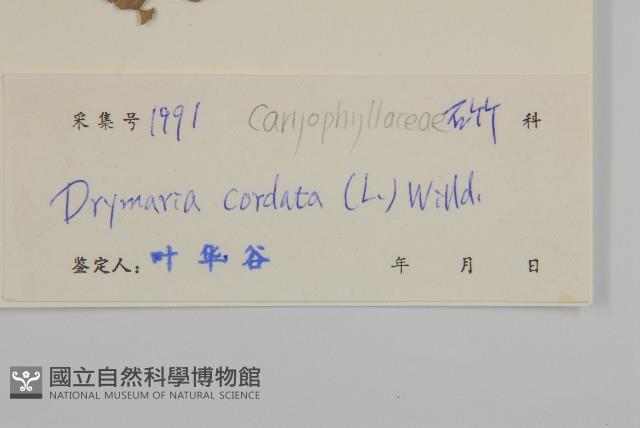 采集号 1991 Caryophyllaceae 石竹 科
Drymaria cordata (L.) Willd.
鉴定人: 叶华谷 年 月 日
國立自然科學博物館
NATIONAL MUSEUM OF NATURAL SCIENCE